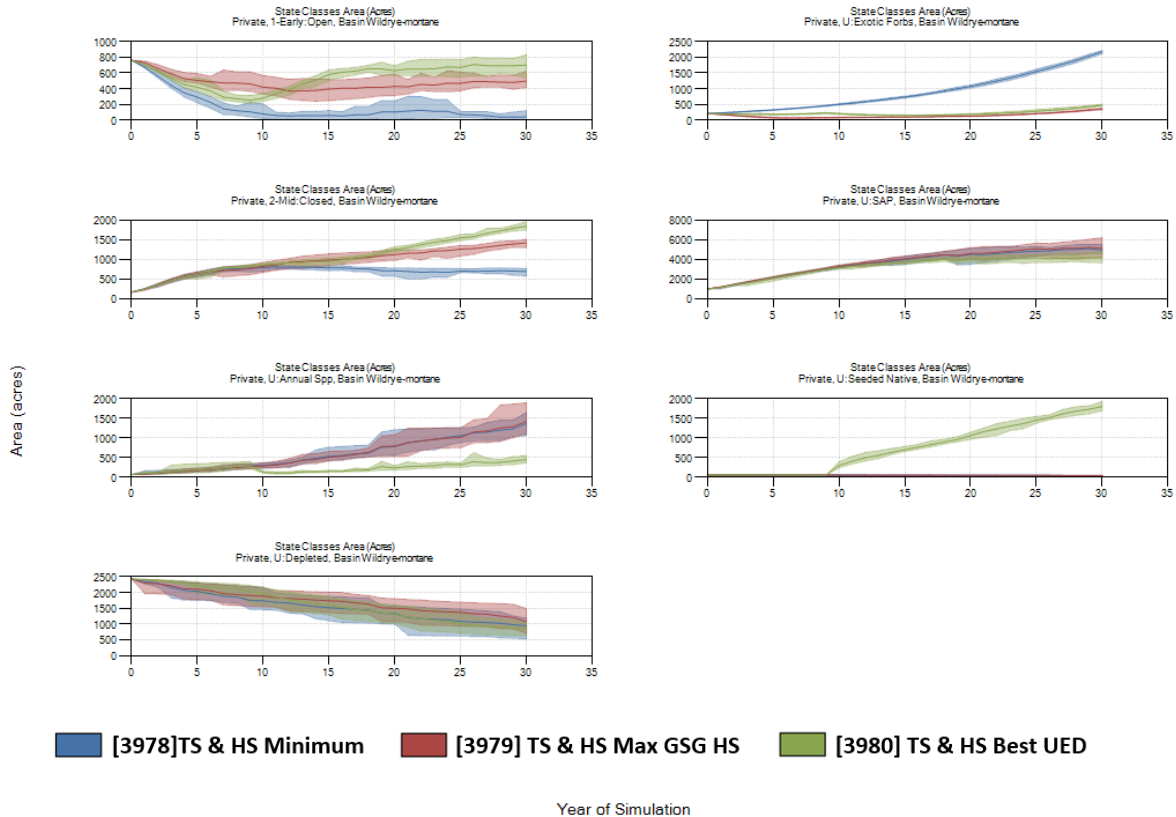 State Classes Area (Acres)
Private, 1-Early:Open, Basin Wildrye-montane
1000
800
600
400
200
0
0 5 10 15 20 25 30 35
State Classes Area (Acres)
Private, U:Exotic Forbs, Basin Wildrye-montane
2500
2000
1500
1000
500
0
0 5 10 15 20 25 30 35
State Classes Area (Acres)
Private, 2-Mid:Closed, Basin Wildrye-montane
2000
1500
1000
500
0
0 5 10 15 20 25 30 35
State Classes Area (Acres)
Private, U:SAP, Basin Wildrye-montane
8000
6000
4000
2000
0
0 5 10 15 20 25 30 35
Area (acres)
State Classes Area (Acres)
Private, U:Annual Spp, Basin Wildrye-montane
2000
1500
1000
500
0
0 5 10 15 20 25 30 35
State Classes Area (Acres)
Private, U:Seeded Native, Basin Wildrye-montane
2000
1500
1000
500
0
0 5 10 15 20 25 30 35
State Classes Area (Acres)
Private, U:Depleted, Basin Wildrye-montane
2500
2000
1500
1000
500
0
0 5 10 15 20 25 30 35
[3978]TS & HS Minimum
[3979] TS & HS Max GSG HS
[3980] TS & HS Best UED
Year of Simulation